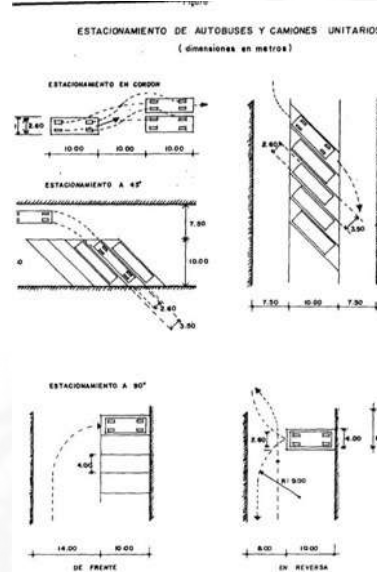 Figura
ESTACIONAMIENTO DE AUTOBUSES Y CAMIONES UNITARIOS
( dimensiones en metros )
ESTACIONAMIENTO EN CORDON
2.60
10.00 10.00 10.00
ESTACIONAMIENTO A 45°
7.50
10.00
2.60
3.50
2.60
3.50
7.50 10.00 7.50
ESTACIONAMIENTO A 90°
4.00
14.00 10.00
DE FRENTE
2.60
4.00
R=9.00
8.00 10.00
EN REVERSA